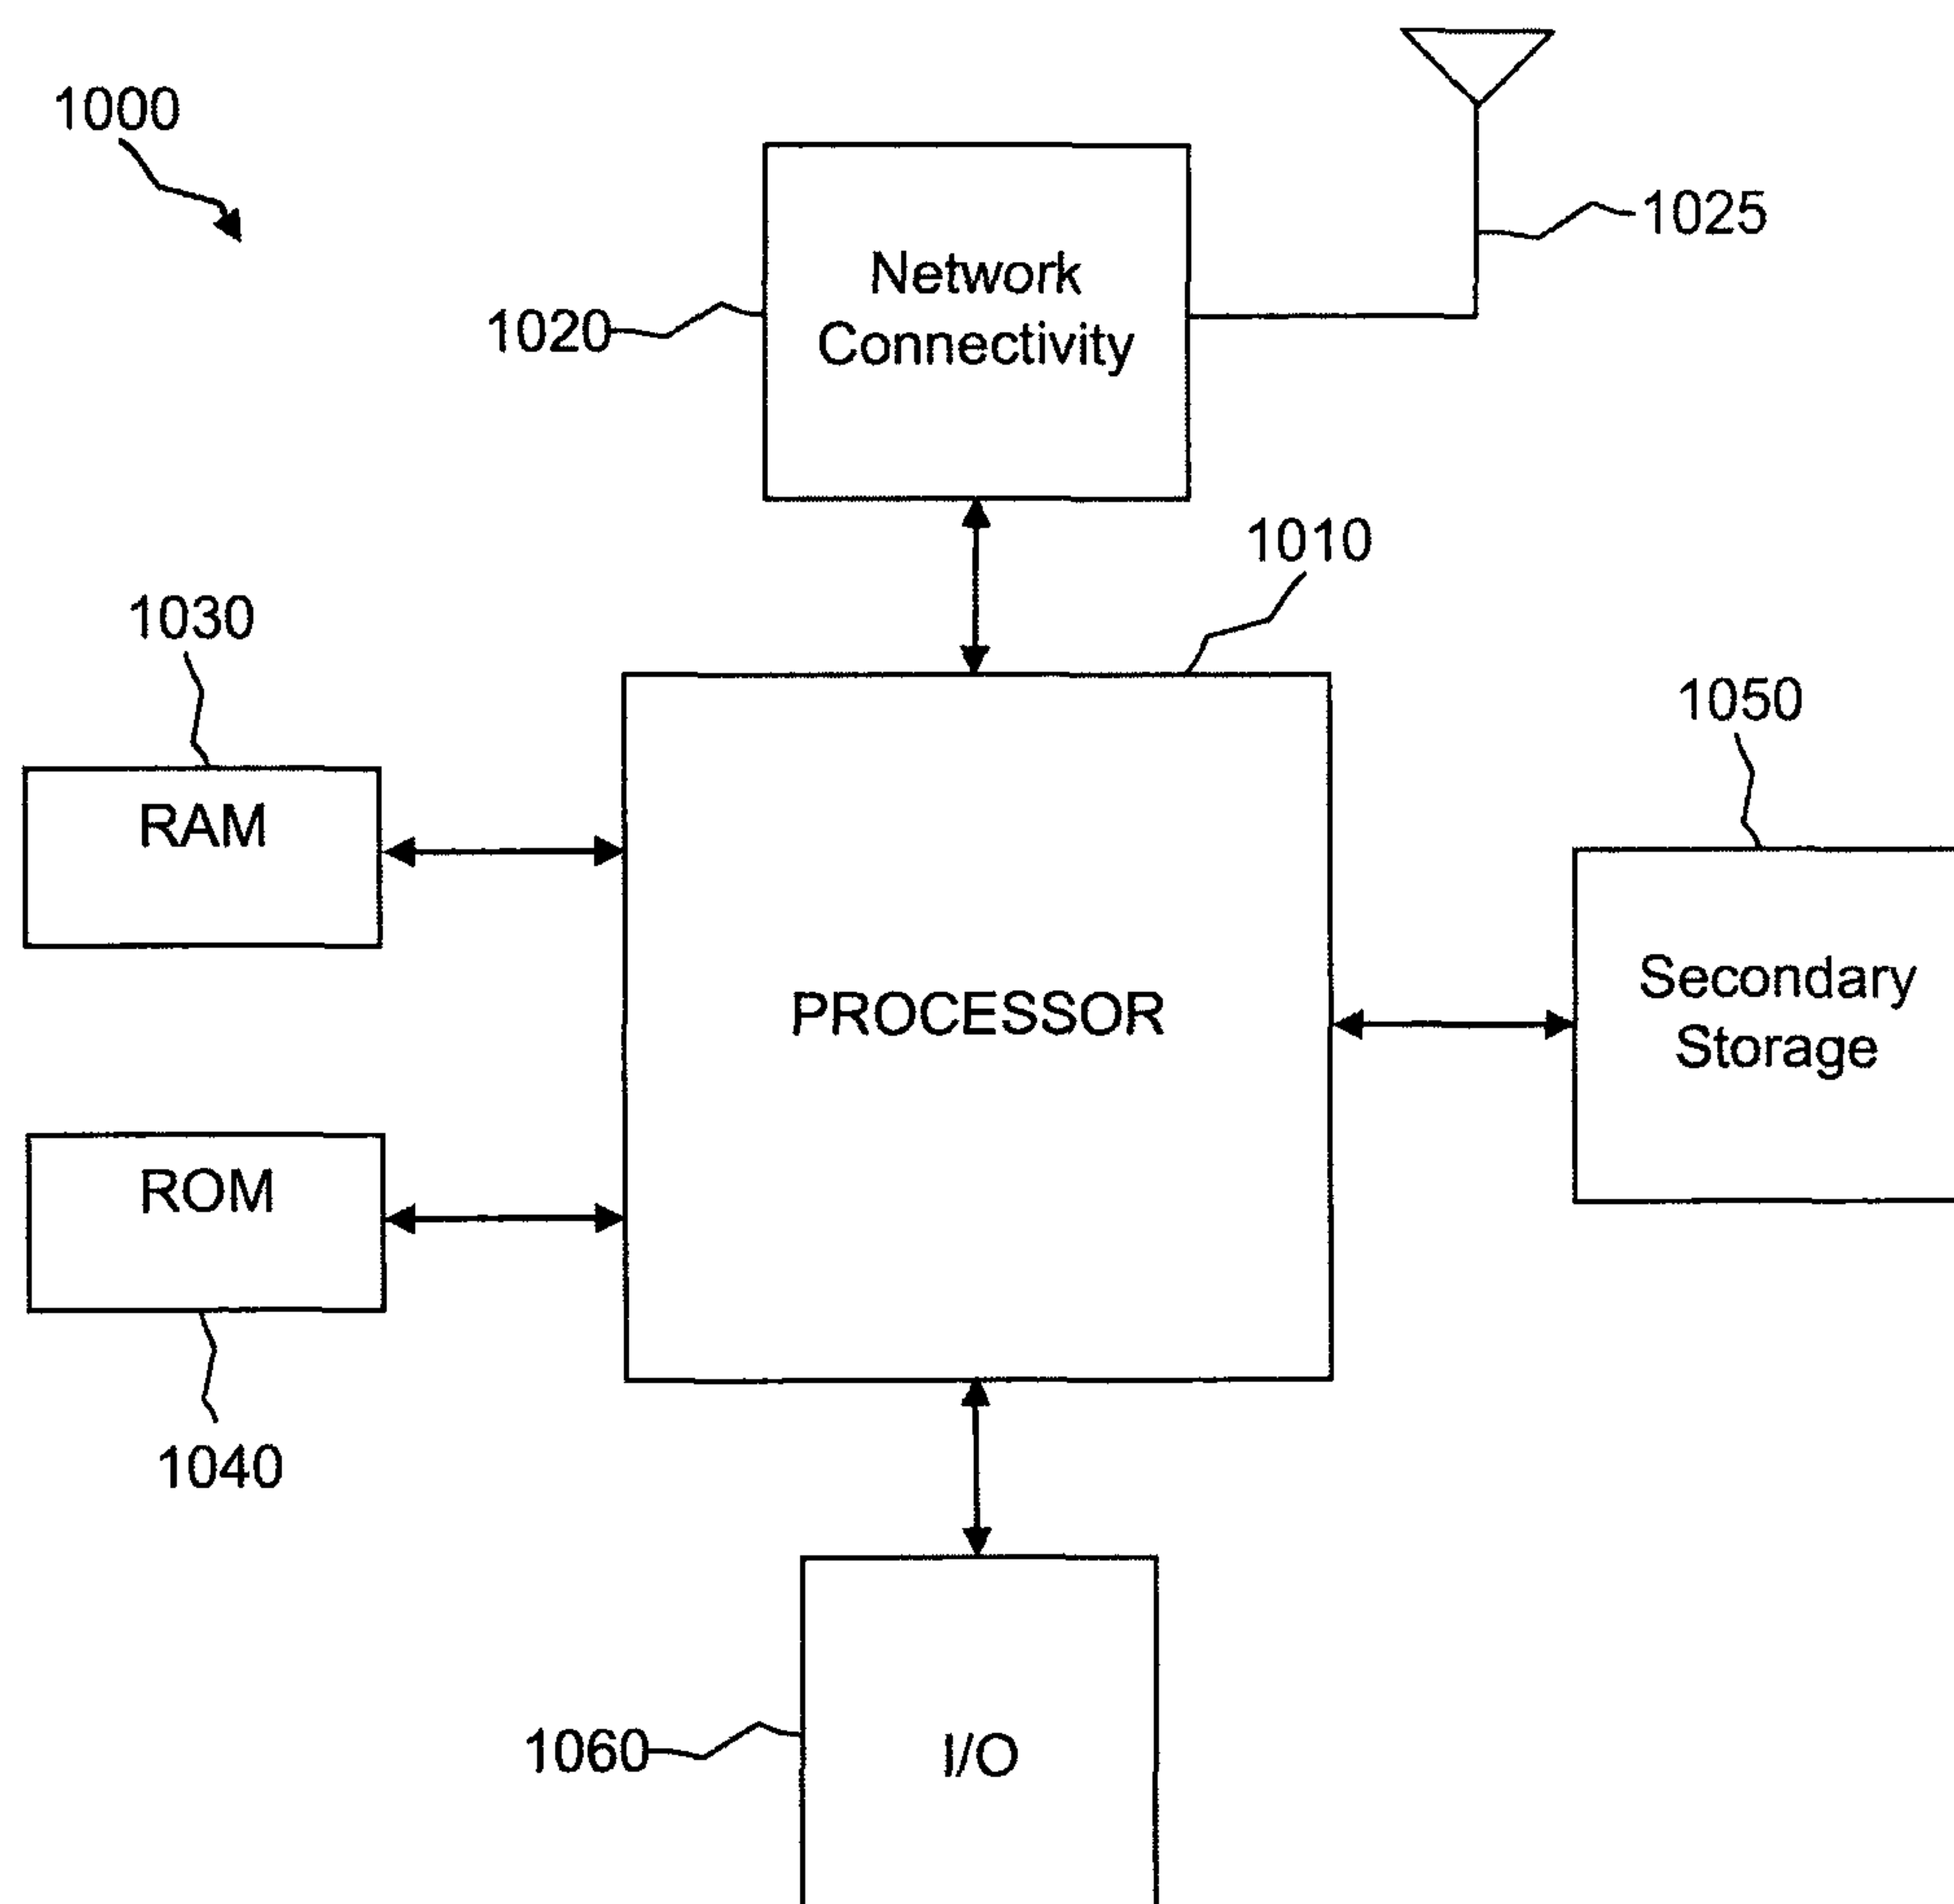 1000
1025
Network
Connectivity
1020
1010
1030
1050
RAM
PROCESSOR
Secondary
Storage
ROM
1040
1060
I/O